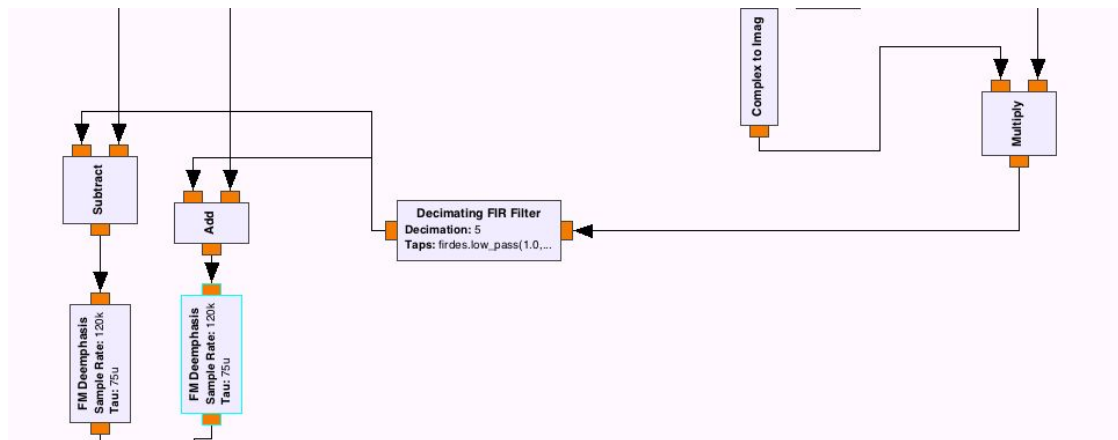 Complex to Imag
Multiply
Subtract
Add
Decimating FIR Filter
Decimation: 5
Taps: firdes.low_pass(1.0,...
FM Deemphasis
Sample Rate: 120k
Tau: 75u
FM Deemphasis
Sample Rate: 120k
Tau: 75u